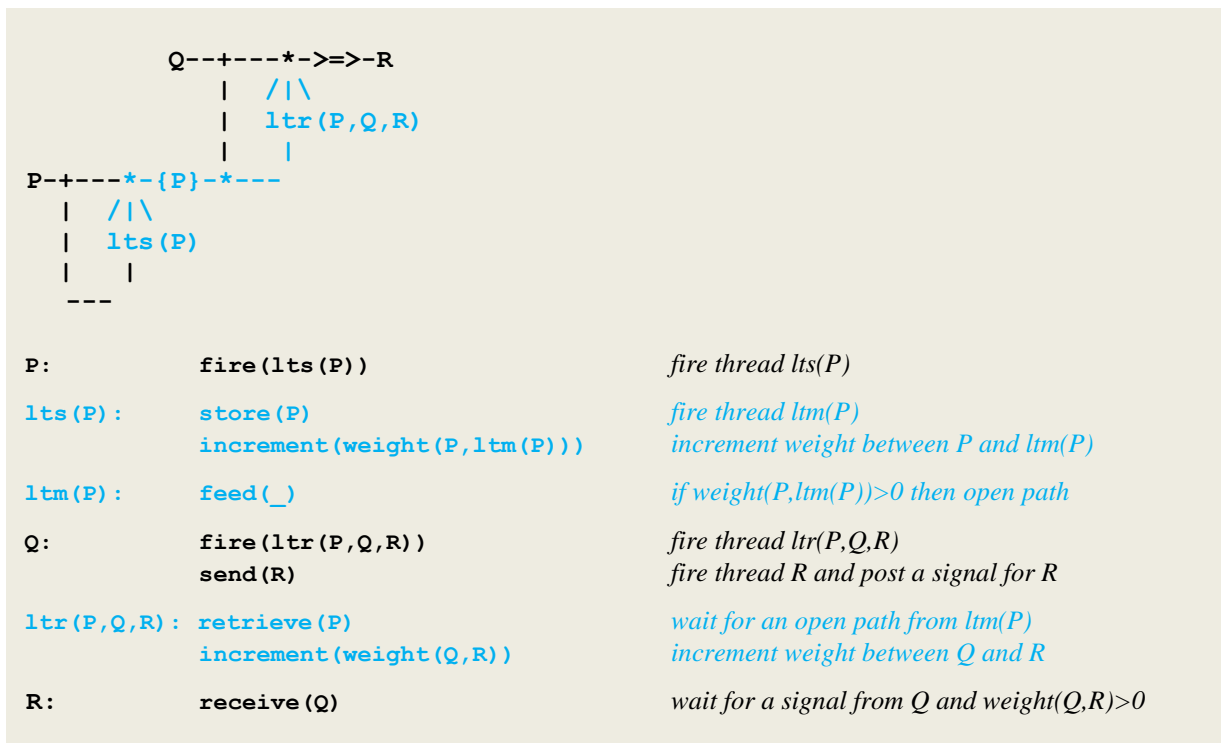 Q--+---*->=>-R
| /|\
| ltr(P,Q,R)
| |
P-+---*-{P}-*---
| /|\
| lts(P)
| |
---
P: fire(lts(P)) fire thread lts(P)
lts(P): store(P) fire thread ltm(P)
increment(weight(P,ltm(P))) increment weight between P and ltm(P)
ltm(P): feed(_) if weight(P,ltm(P))>0 then open path
Q: fire(ltr(P,Q,R)) fire thread ltr(P,Q,R)
send(R) fire thread R and post a signal for R
ltr(P,Q,R): retrieve(P) wait for an open path from ltm(P)
increment(weight(Q,R)) increment weight between Q and R
R: receive(Q) wait for a signal from Q and weight(Q,R)>0